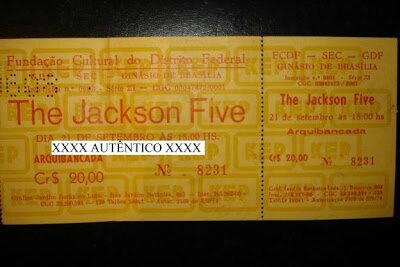 Fundação Cultural do Distrito Federal
SEC — GINÁSIO DE BRASÍLIA
The Jackson Five
DIA 21 DE SETEMBRO ÀS 18:00 HS.
XXXX AUTÊNTICO XXXX
ARQUIBANCADA
Cr$ 20,00 № 8231
FCDF — SEC — GDF
GINÁSIO DE BRASÍLIA
The Jackson Five
21 de setembro às 18:00 hs
Arquibancada
Cr$ 20,00 № 8231
KEP